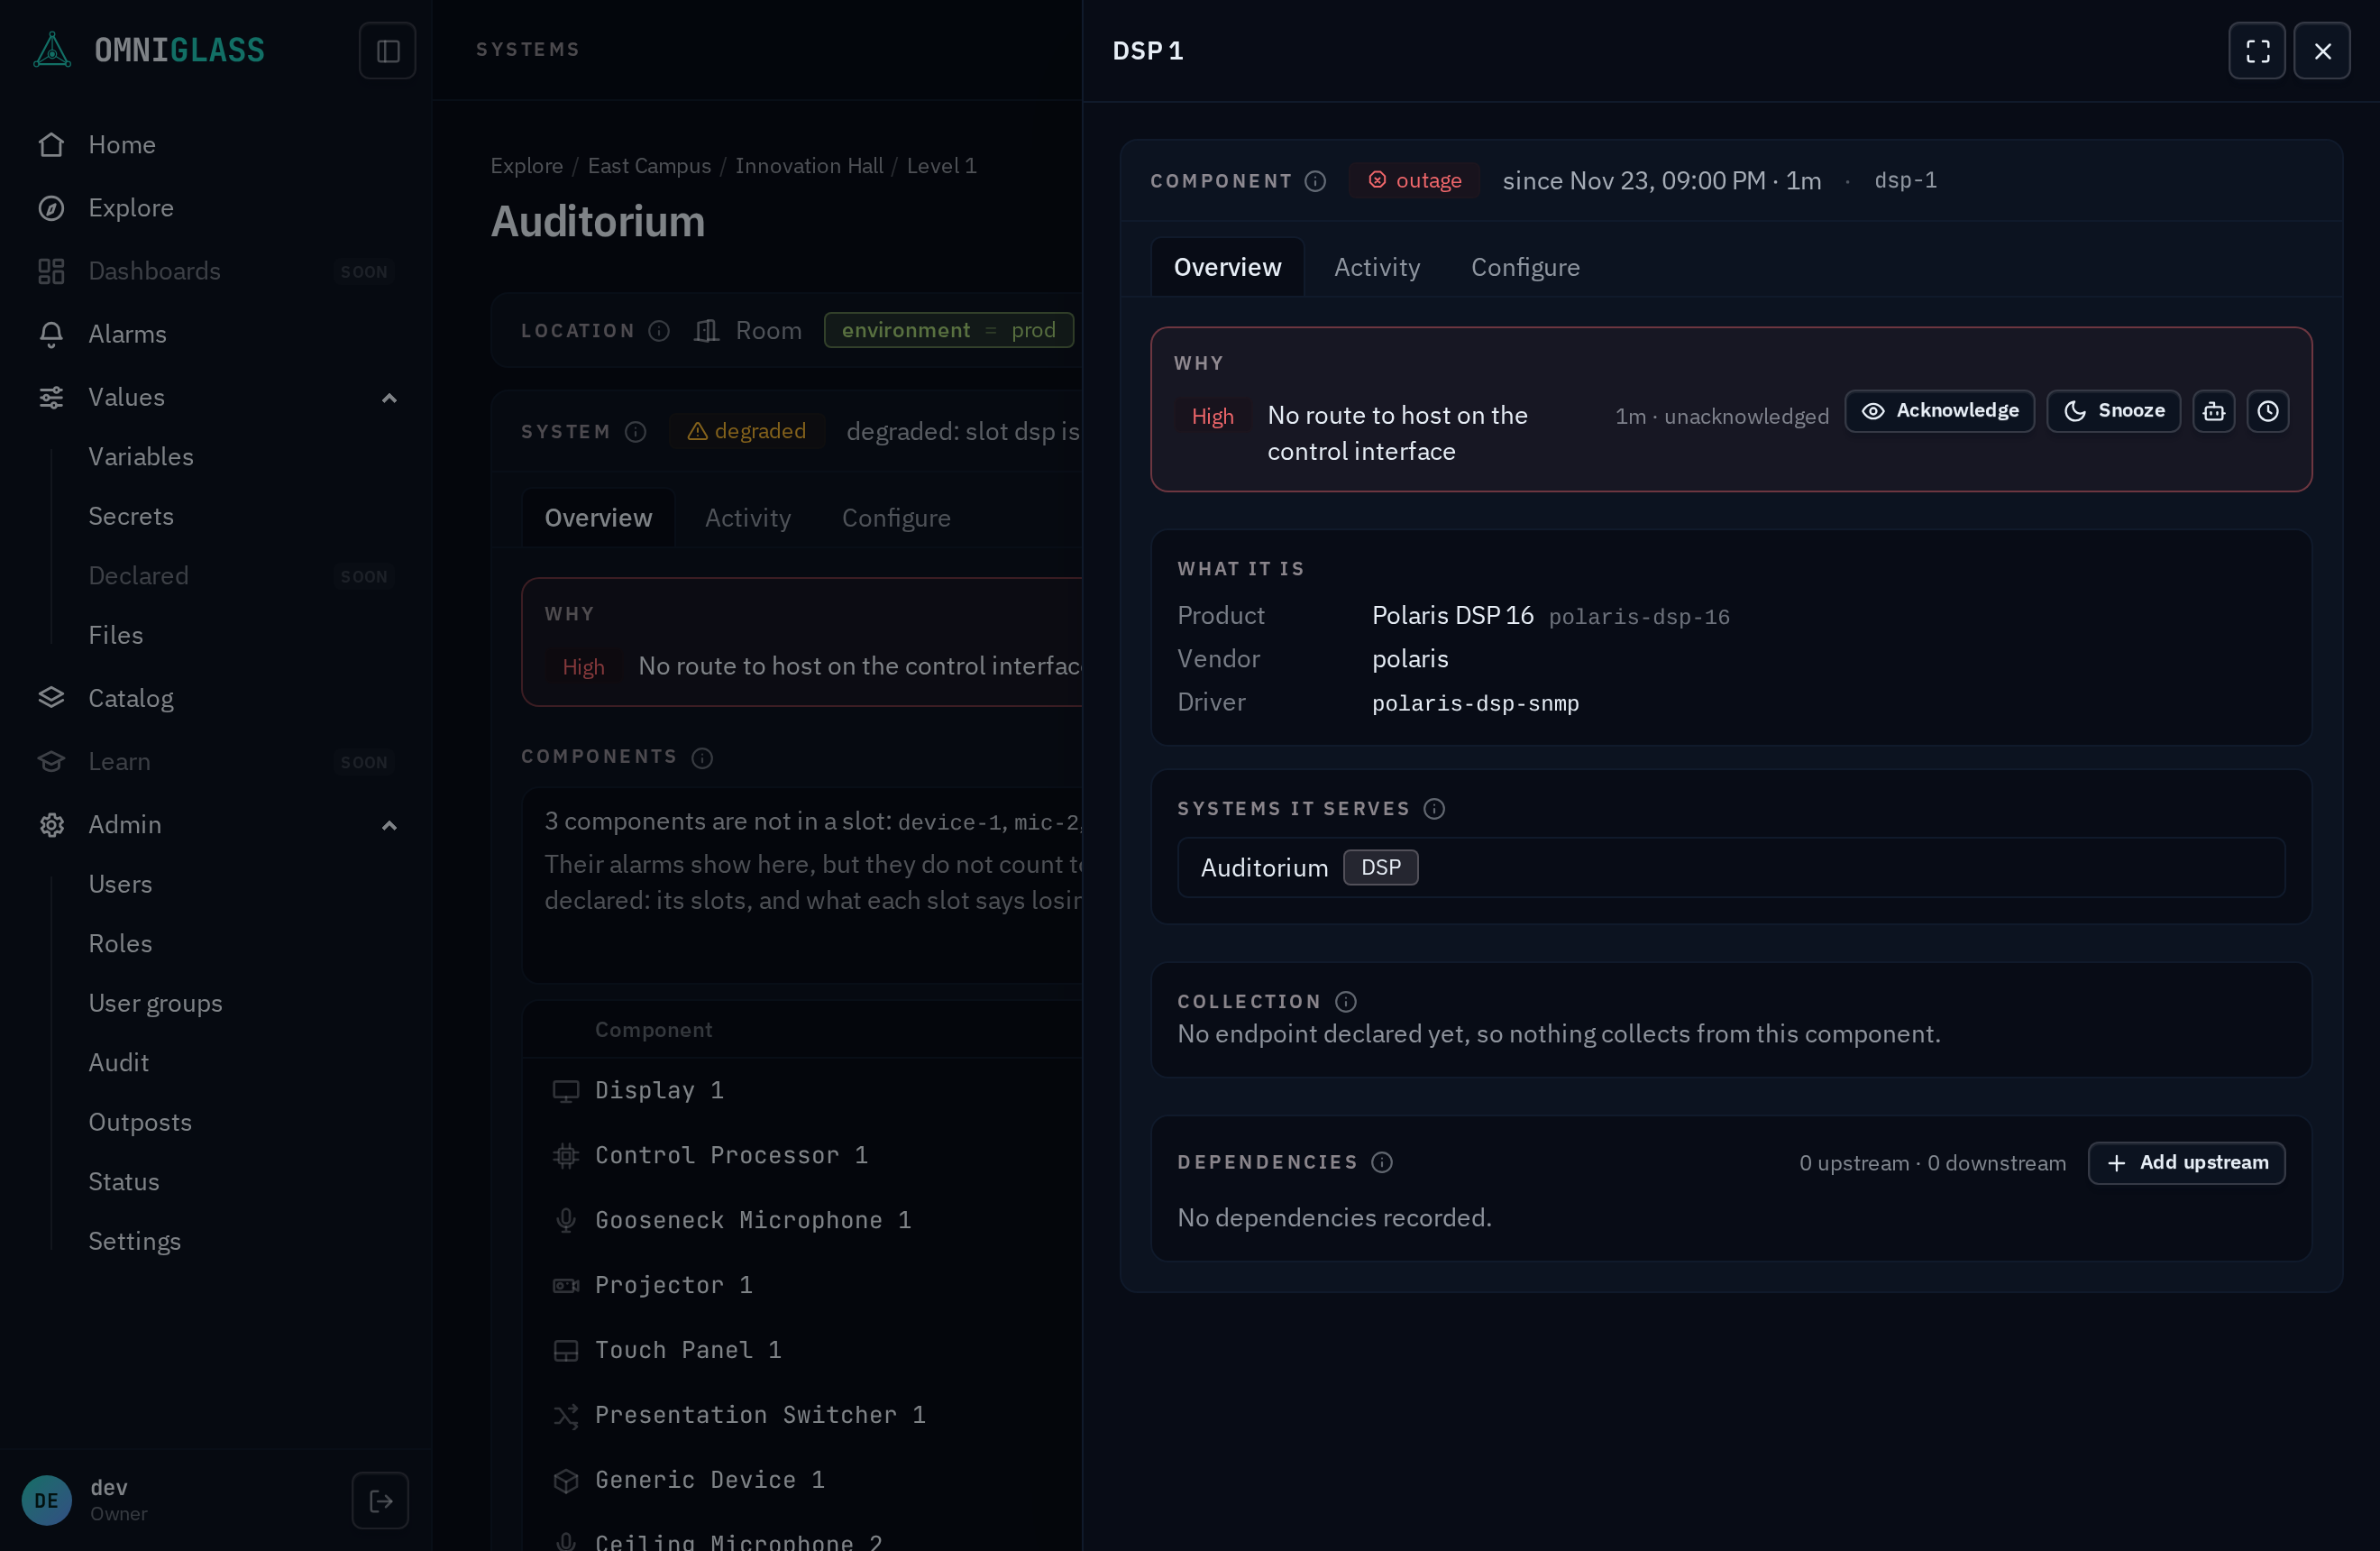 OMNIGLASS
Home
Explore
Dashboards SOON
Alarms
Values
Variables
Secrets
Declared SOON
Files
Catalog
Learn SOON
Admin
Users
Roles
User groups
Audit
Outposts
Status
Settings
DE dev
Owner
SYSTEMS
Explore / East Campus / Innovation Hall / Level 1
Auditorium
LOCATION Room environment = prod
SYSTEM degraded degraded: slot dsp is
Overview Activity Configure
WHY
High No route to host on the control interface
COMPONENTS
3 components are not in a slot: device-1, mic-2,
Their alarms show here, but they do not count
declared: its slots, and what each slot says
Component
Display 1
Control Processor 1
Gooseneck Microphone 1
Projector 1
Touch Panel 1
Presentation Switcher 1
Generic Device 1
Ceiling Microphone 2
DSP 1
COMPONENT outage since Nov 23, 09:00 PM · 1m · dsp-1
Overview Activity Configure
WHY
High No route to host on the 1m · unacknowledged Acknowledge Snooze
control interface
WHAT IT IS
Product Polaris DSP 16 polaris-dsp-16
Vendor polaris
Driver polaris-dsp-snmp
SYSTEMS IT SERVES
Auditorium DSP
COLLECTION
No endpoint declared yet, so nothing collects from this component.
DEPENDENCIES 0 upstream · 0 downstream Add upstream
No dependencies recorded.